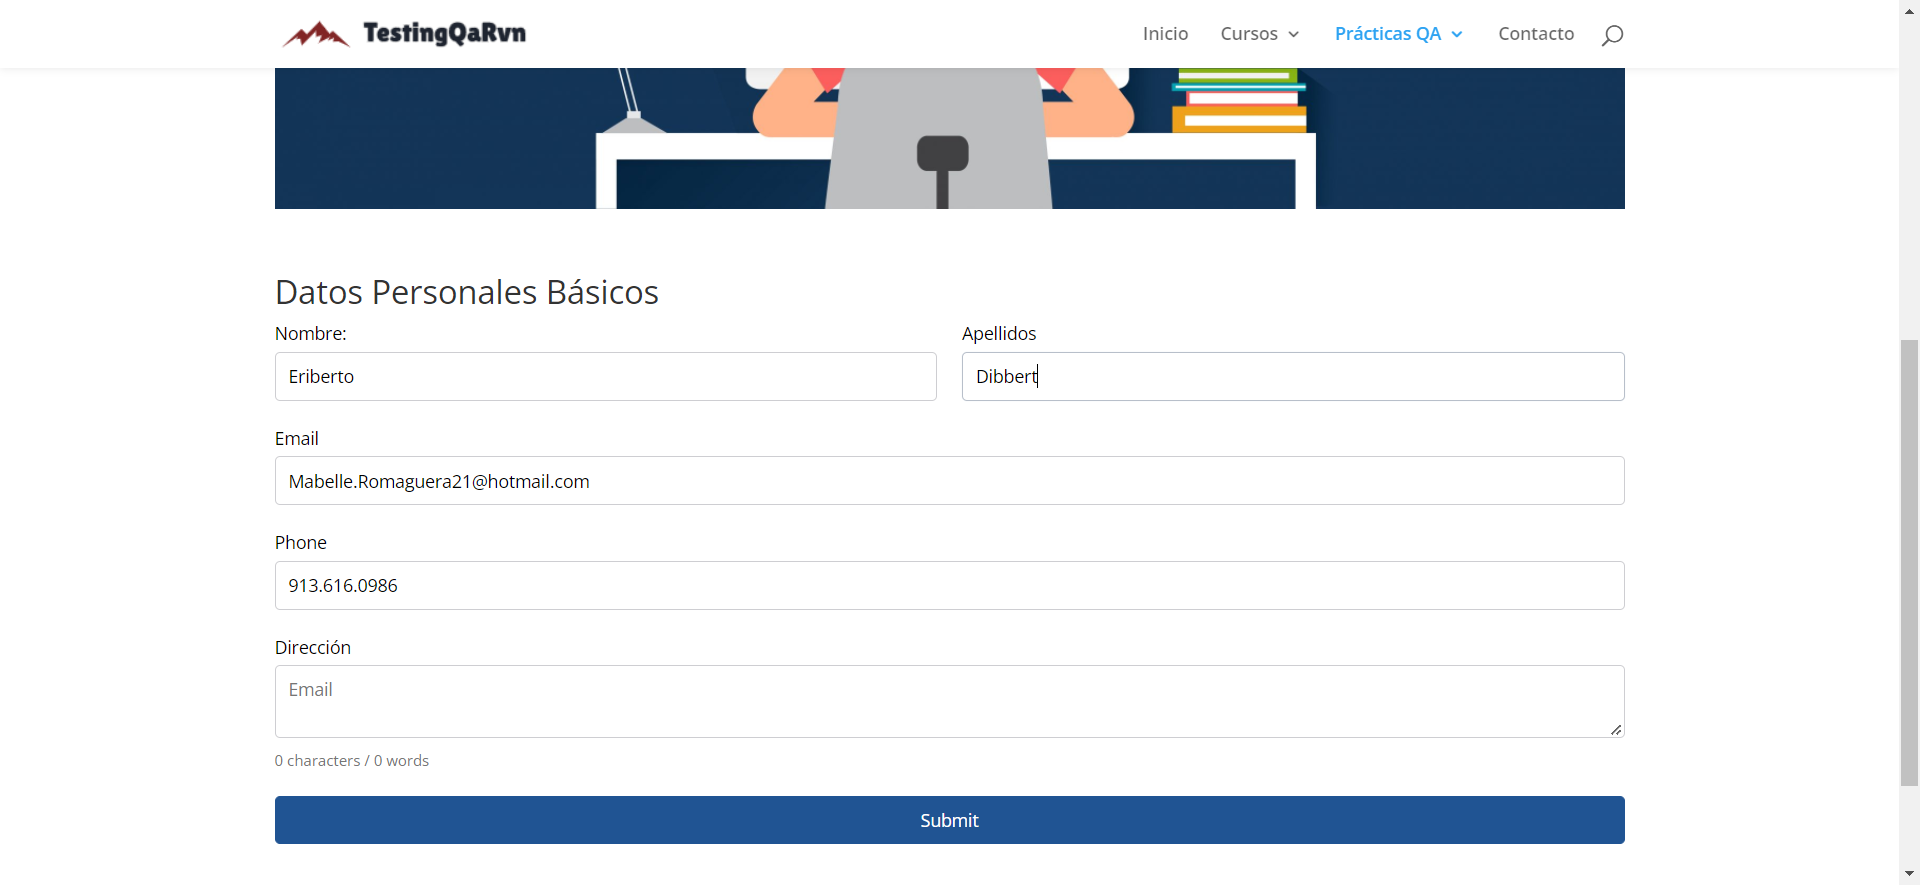 TestingQaRvn
Inicio
Cursos
Prácticas QA
Contacto
Datos Personales Básicos
Nombre:
Apellidos
Eriberto
Dibbert
Email
Mabelle.Romaguera21@hotmail.com
Phone
913.616.0986
Dirección
Email
0 characters / 0 words
Submit